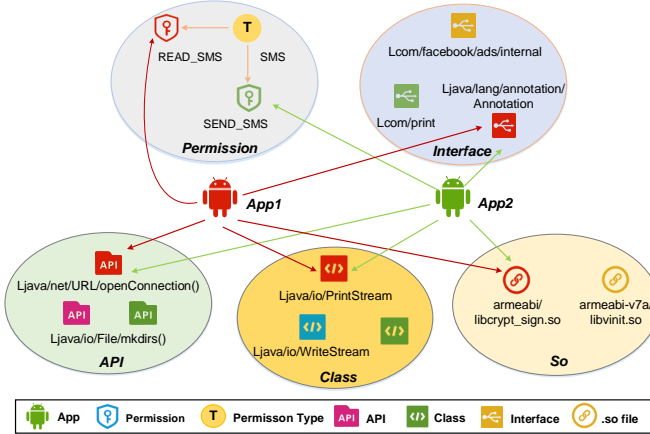 T
READ_SMS
SMS
SEND_SMS
Permission
Lcom/facebook/ads/internal
Ljava/lang/annotation/
Annotation
Lcom/print
Interface
App1
App2
API
Ljava/net/URL/openConnection()
API
API
Ljava/io/File/mkdirs()
API
Ljava/io/PrintStream
Ljava/io/WriteStream
Class
armeabi/
libcrypt_sign.so
armeabi-v7a/
libvinit.so
So
App
Permission
T
Permisson Type
API
API
Class
Interface
.so file